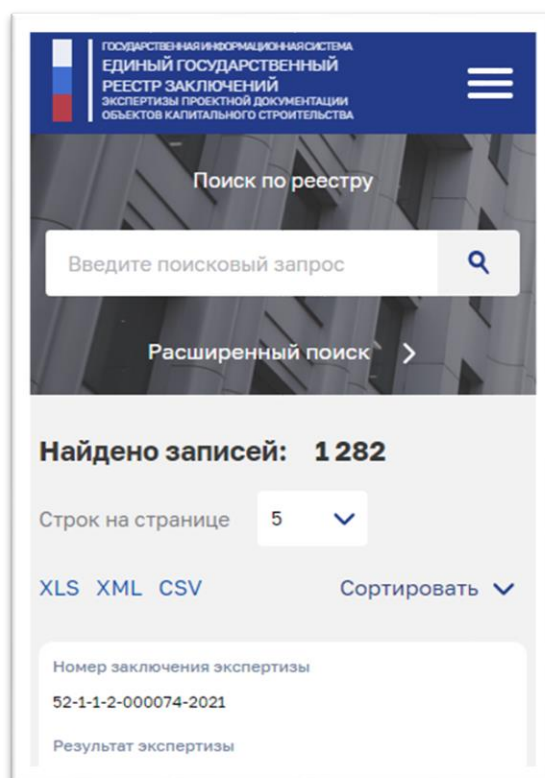 ГОСУДАРСТВЕННАЯ ИНФОРМАЦИОННАЯ СИСТЕМА
ЕДИНЫЙ ГОСУДАРСТВЕННЫЙ
РЕЕСТР ЗАКЛЮЧЕНИЙ
ЭКСПЕРТИЗЫ ПРОЕКТНОЙ ДОКУМЕНТАЦИИ
ОБЪЕКТОВ КАПИТАЛЬНОГО СТРОИТЕЛЬСТВА
Поиск по реестру
Введите поисковый запрос
Расширенный поиск
Найдено записей: 1 282
Строк на странице 5
XLS XML CSV Сортировать
Номер заключения экспертизы
52-1-1-2-000074-2021
Результат экспертизы